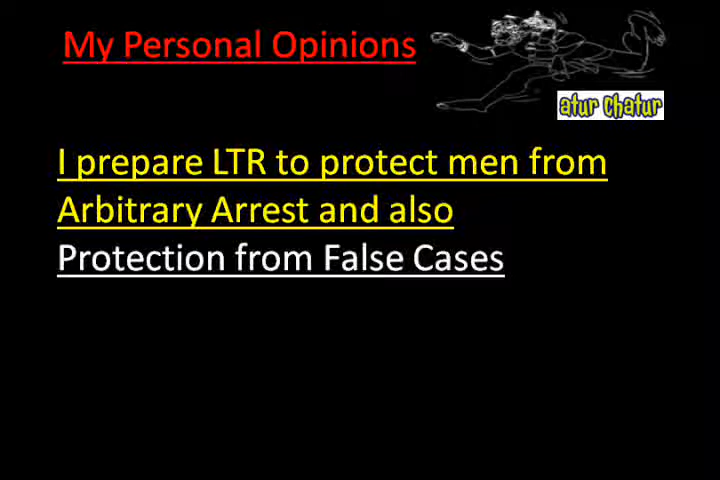 My Personal Opinions
atur chatur
I prepare LTR to protect men from
Arbitrary Arrest and also
Protection from False Cases